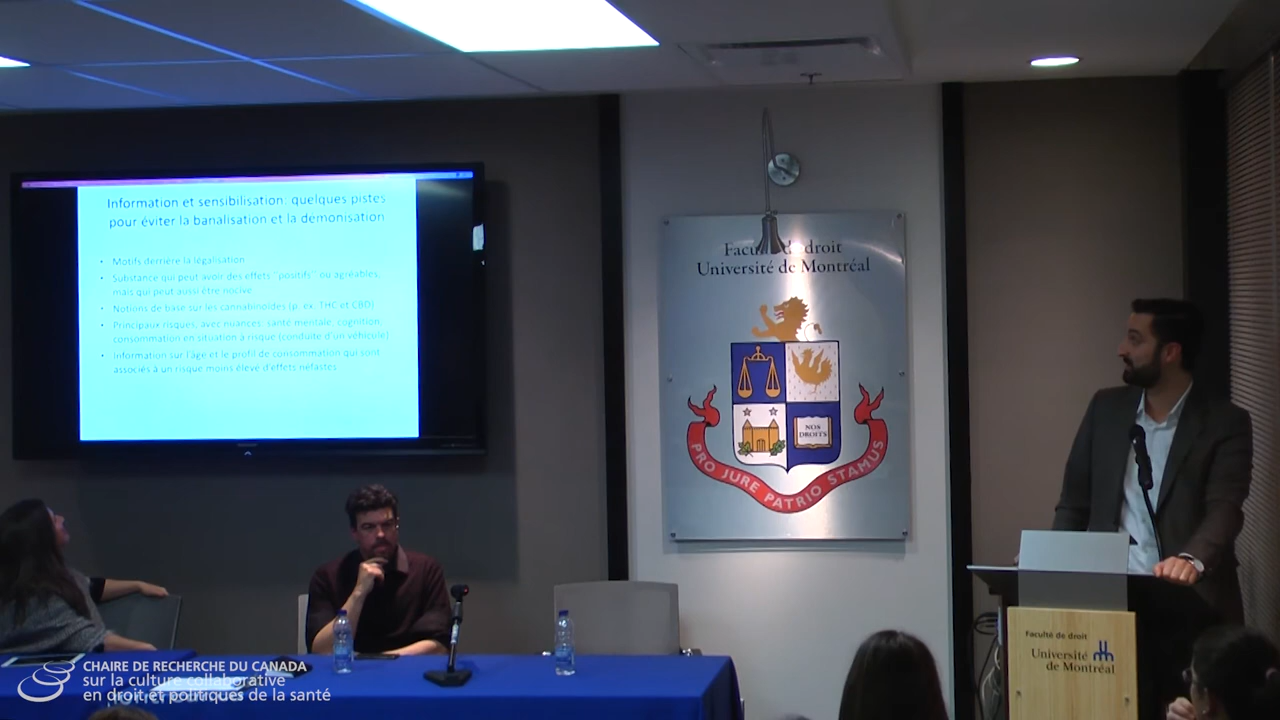 Information et sensibilisation: quelques pistes
pour éviter la banalisation et la démonisation
• Motifs derrière la légalisation
• Substance qui peut avoir des effets ''positifs'' ou agréables,
mais qui peut aussi être nocive
• Notions de base sur les cannabinoïdes (p. ex: THC et CBD)
• Principaux risques, avec nuances: santé mentale, cognition,
consommation en situation à risque (conduite d'un véhicule)
• Information sur l'âge et le profil de consommation qui sont
associés à un risque moins élevé d'effets néfastes
Faculté de droit
Université de Montréal
NOS
DROITS
PRO JURE PATRIO STAMUS
Faculté de droit
Université
de Montréal
CHAIRE DE RECHERCHE DU CANADA
sur la culture collaborative
en droit et politiques de la santé